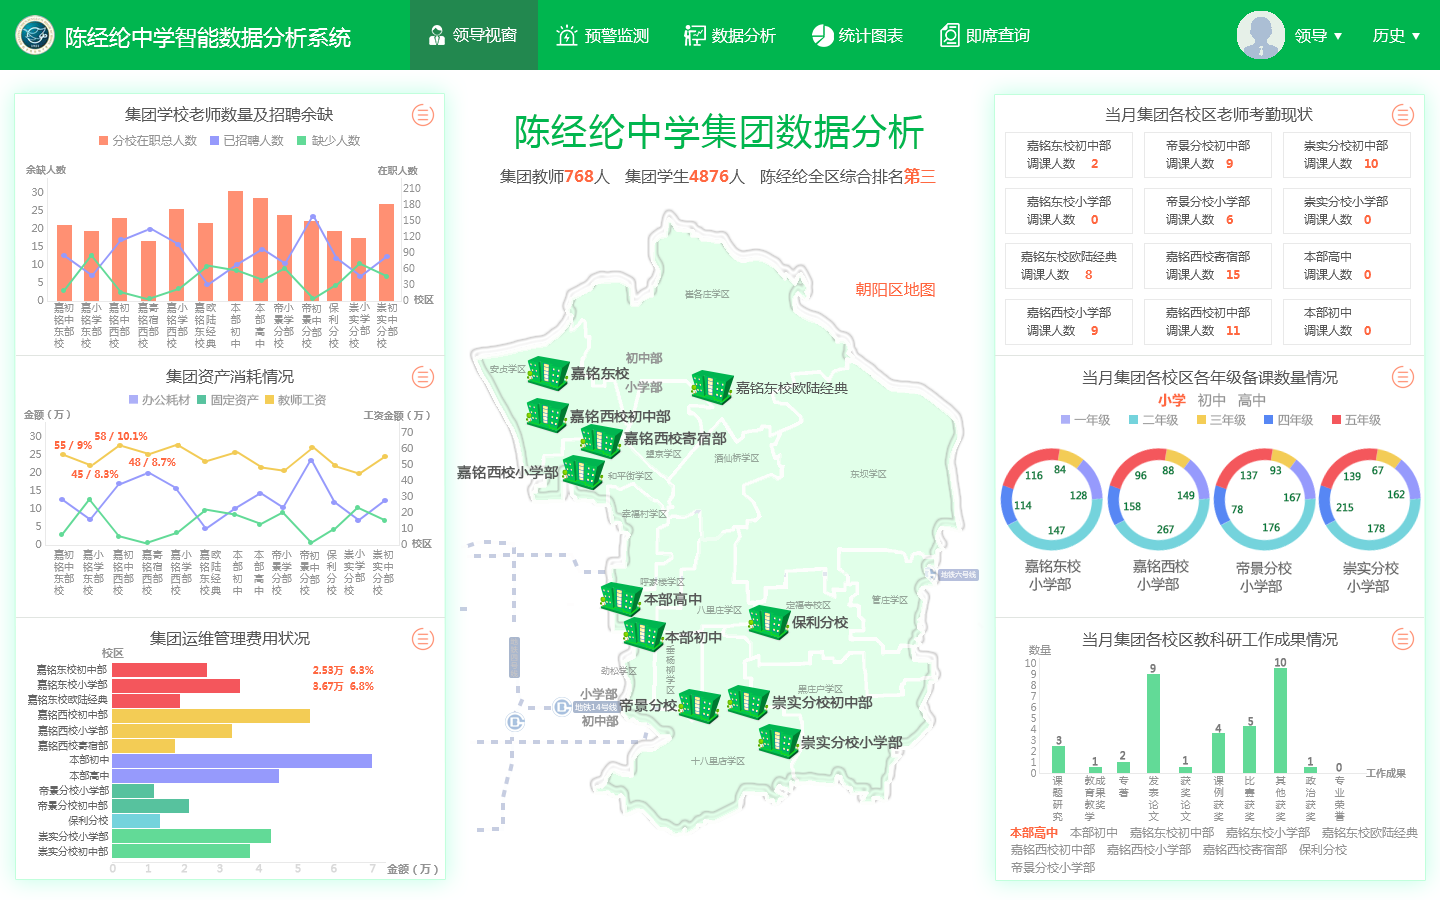 陈经纶中学智能数据分析系统
领导视窗
预警监测
数据分析
统计图表
即席查询
领导
历史
集团学校老师数量及招聘余缺
分校在职总人数 已招聘人数 缺少人数
余缺人数
在职人数
30
25
20
15
10
5
0
210
180
150
120
90
60
30
0 校区
嘉铭东校初中部
嘉铭东校小学部
嘉铭西校初中部
嘉铭西校寄宿部
嘉铭西校小学部
嘉铭东校欧陆经典
本部初中
本部高中
帝景分校小学部
帝景分校初中部
保利分校
崇实分校小学部
崇实分校初中部
集团资产消耗情况
办公耗材 固定资产 教师工资
金额（万）
工资金额（万）
30
25
20
15
10
5
0
55 / 9%
58 / 10.1%
45 / 8.3%
48 / 8.7%
70
60
50
40
30
20
10
0 校区
嘉铭东校初中部
嘉铭东校小学部
嘉铭西校初中部
嘉铭西校寄宿部
嘉铭西校小学部
嘉铭东校欧陆经典
本部初中
本部高中
帝景分校小学部
帝景分校初中部
保利分校
崇实分校小学部
崇实分校初中部
集团运维管理费用状况
校区
嘉铭东校初中部 2.53万 6.3%
嘉铭东校小学部 3.67万 6.8%
嘉铭东校欧陆经典
嘉铭西校初中部
嘉铭西校小学部
嘉铭西校寄宿部
本部初中
本部高中
帝景分校小学部
帝景分校初中部
保利分校
崇实分校小学部
崇实分校初中部
0 1 2 3 4 5 6 7 金额（万）
陈经纶中学集团数据分析
集团教师768人 集团学生4876人 陈经纶全区综合排名第三
朝阳区地图
崔各庄学区
安贞学区
嘉铭东校
初中部
小学部
嘉铭东校欧陆经典
嘉铭西校初中部
嘉铭西校寄宿部
望京学区
酒仙桥学区
嘉铭西校小学部
和平街学区
东坝学区
幸福村学区
地铁六号线
呼家楼学区
本部高中
八里庄学区
定福寺校区
管庄学区
保利分校
本部初中
垂杨柳学区
劲松学区
黑庄户学区
小学部
帝景分校
初中部
地铁14号线
崇实分校初中部
崇实分校小学部
十八里店学区
当月集团各校区老师考勤现状
嘉铭东校初中部
调课人数 2
帝景分校初中部
调课人数 9
崇实分校初中部
调课人数 10
嘉铭东校小学部
调课人数 0
帝景分校小学部
调课人数 6
崇实分校小学部
调课人数 0
嘉铭东校欧陆经典
调课人数 8
嘉铭西校寄宿部
调课人数 15
本部高中
调课人数 0
嘉铭西校小学部
调课人数 9
嘉铭西校初中部
调课人数 11
本部初中
调课人数 0
当月集团各校区各年级备课数量情况
小学 初中 高中
一年级 二年级 三年级 四年级 五年级
116 84 128 147 114
96 88 149 267 158
137 93 167 176 78
139 67 162 178 215
嘉铭东校
小学部
嘉铭西校
小学部
帝景分校
小学部
崇实分校
小学部
当月集团各校区教科研工作成果情况
数量
10
9
8
7
6
5
4
3
2
1
0
3 1 2 9 1 4 5 10 1 0
课题研究
教育教学成果奖
专著
发表论文
获奖论文
课例获奖
比赛获奖
其他获奖
政治获奖
专业荣誉
工作成果
本部高中 本部初中 嘉铭东校初中部 嘉铭东校小学部 嘉铭东校欧陆经典
嘉铭西校初中部 嘉铭西校小学部 嘉铭西校寄宿部 保利分校
帝景分校小学部